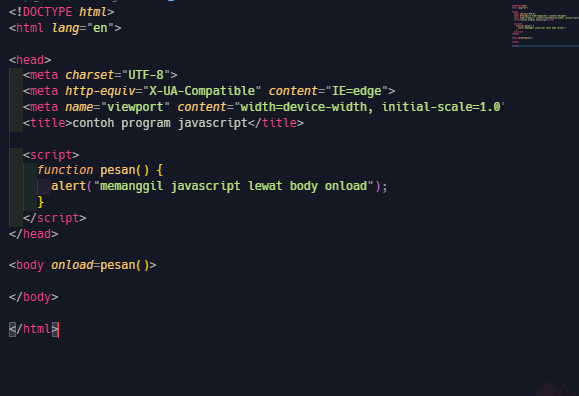 <!DOCTYPE html>
<html lang="en">
<head>
<meta charset="UTF-8">
<meta http-equiv="X-UA-Compatible" content="IE=edge">
<meta name="viewport" content="width=device-width, initial-scale=1.0"
<title>contoh program javascript</title>
<script>
function pesan() {
alert("memanggil javascript lewat body onload");
}
</script>
</head>
<body onload=pesan()>
</body>
</html>